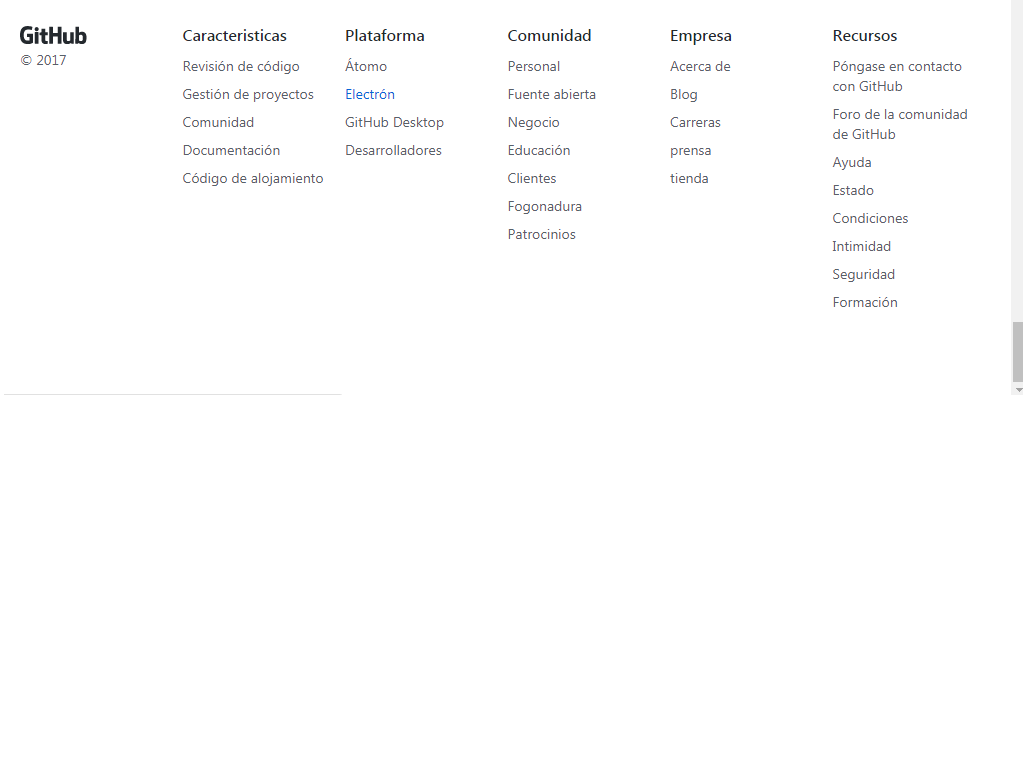 GitHub
© 2017
Caracteristicas
Revisión de código
Gestión de proyectos
Comunidad
Documentación
Código de alojamiento
Plataforma
Átomo
Electrón
GitHub Desktop
Desarrolladores
Comunidad
Personal
Fuente abierta
Negocio
Educación
Clientes
Fogonadura
Patrocinios
Empresa
Acerca de
Blog
Carreras
prensa
tienda
Recursos
Póngase en contacto
con GitHub
Foro de la comunidad
de GitHub
Ayuda
Estado
Condiciones
Intimidad
Seguridad
Formación